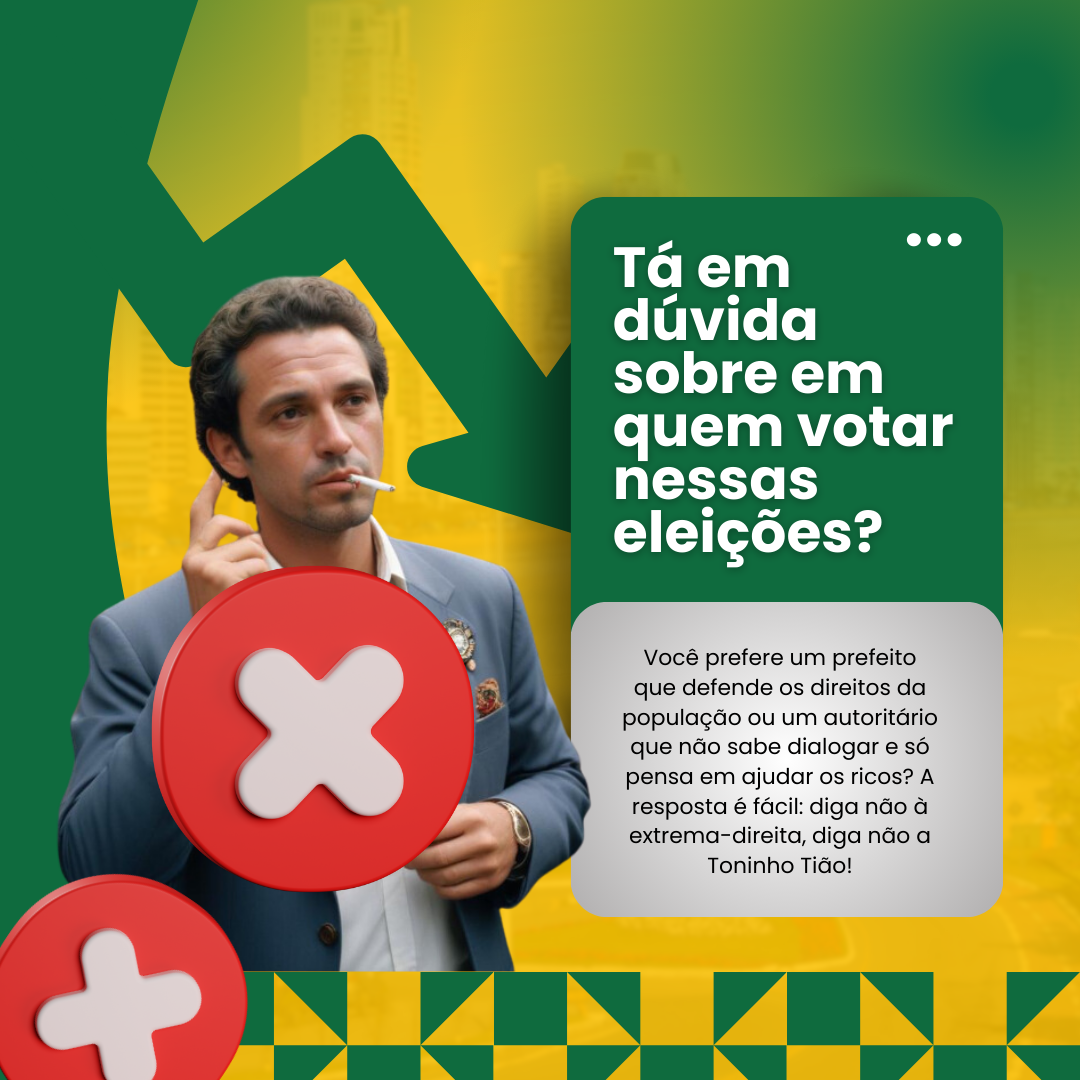 Tá em
dúvida
sobre em
quem votar
nessas
eleições?
Você prefere um prefeito
que defende os direitos da
população ou um autoritário
que não sabe dialogar e só
pensa em ajudar os ricos? A
resposta é fácil: diga não à
extrema-direita, diga não a
Toninho Tião!